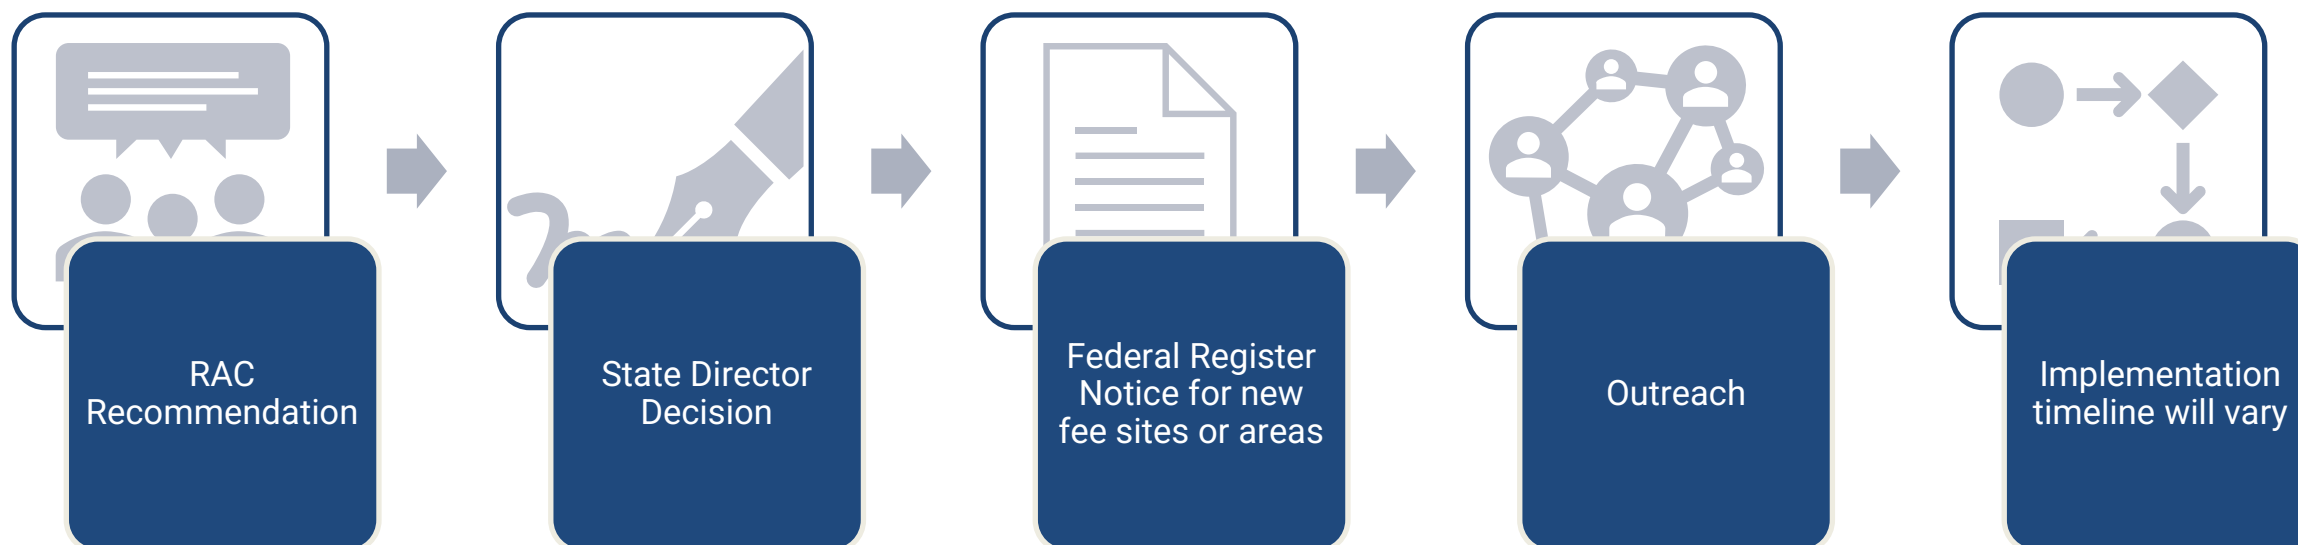 RAC
Recommendation
State Director
Decision
Federal Register
Notice for new
fee sites or areas
Outreach
Implementation
timeline will vary